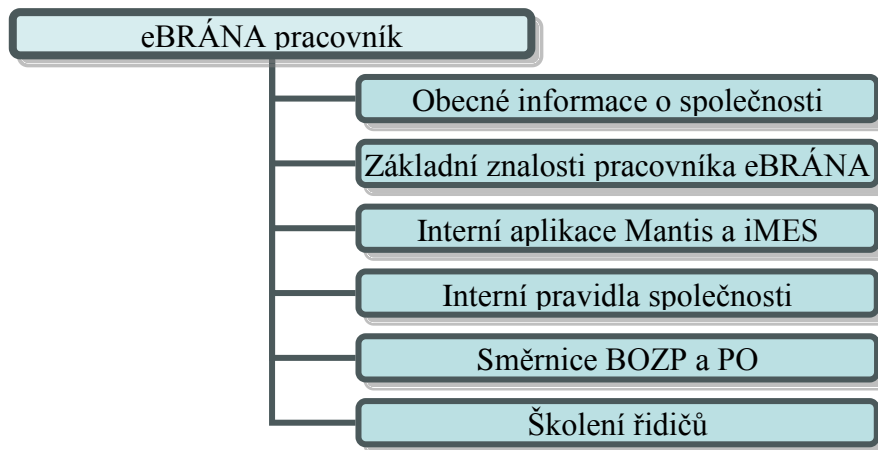 eBRÁNA pracovník
Obecné informace o společnosti
Základní znalosti pracovníka eBRÁNA
Interní aplikace Mantis a iMES
Interní pravidla společnosti
Směrnice BOZP a PO
Školení řidičů